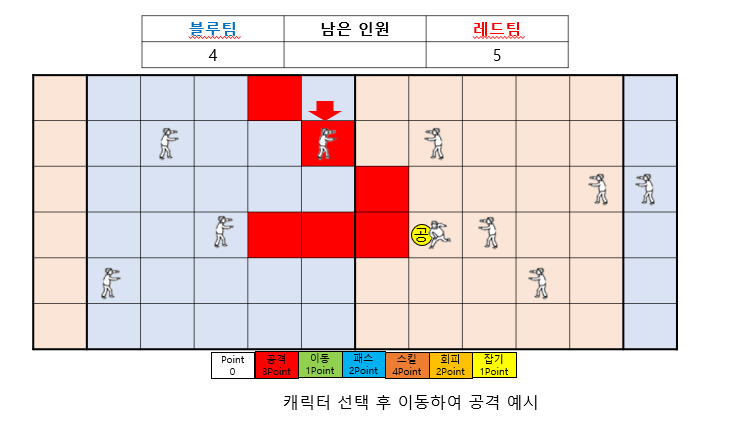 블루팀 남은 인원 레드팀
4 5
공
Point 공격 이동 패스 스킬 회피 잡기
0 3Point 1Point 2Point 4Point 2Point 1Point
캐릭터 선택 후 이동하여 공격 예시